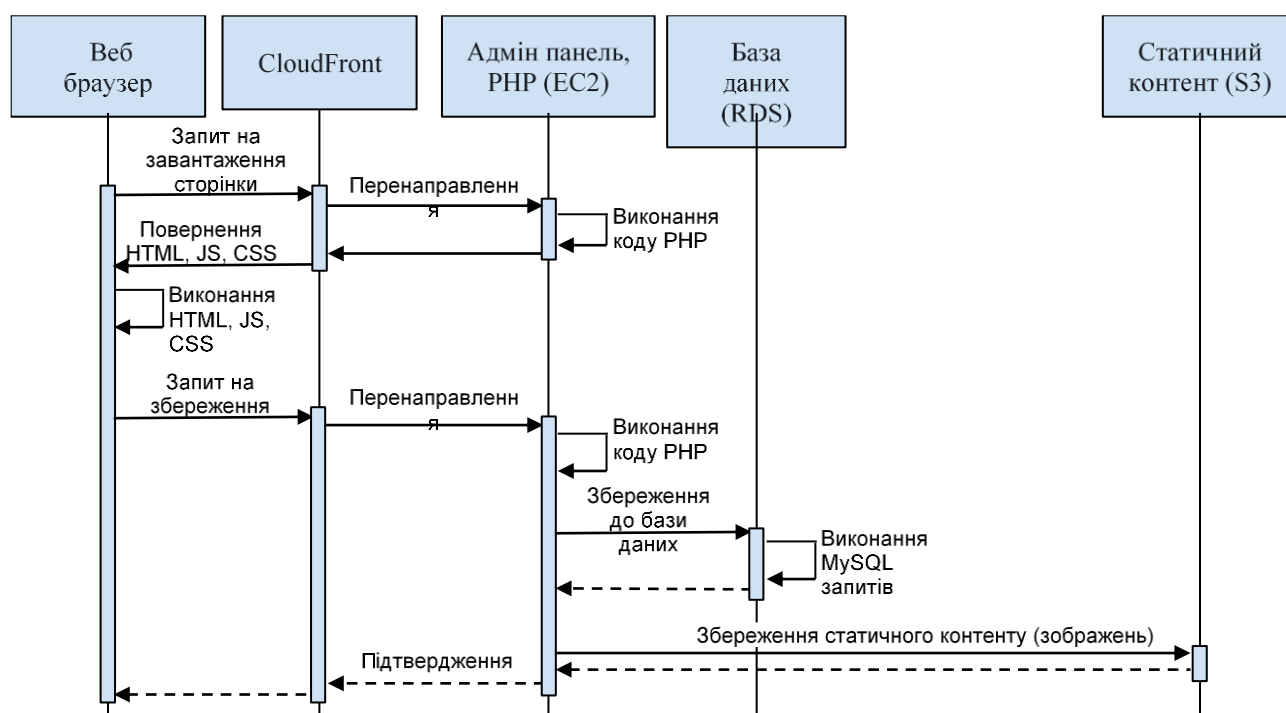 Веб
браузер
CloudFront
Адмін панель,
PHP (EC2)
База
даних
(RDS)
Статичний
контент (S3)
Запит на
завантаження
сторінки
Перенаправленн
я
Виконання
коду PHP
Повернення
HTML, JS, CSS
Виконання
HTML, JS,
CSS
Запит на
збереження
Перенаправленн
я
Виконання
коду PHP
Збереження
до бази
даних
Виконання
MySQL
запитів
Збереження статичного контенту (зображень)
Підтвердження